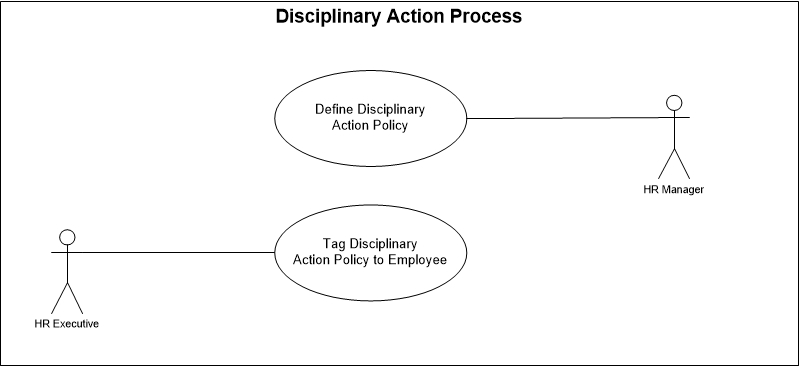 Disciplinary Action Process
Define Disciplinary
Action Policy
HR Manager
Tag Disciplinary
Action Policy to Employee
HR Executive